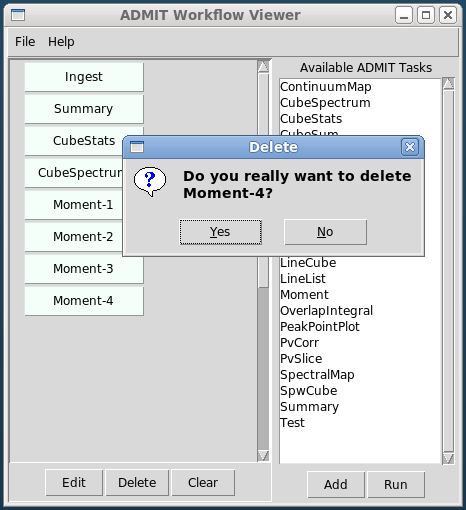 ADMIT Workflow Viewer
File Help
Ingest
Summary
CubeStats
CubeSpectrum
Moment-1
Moment-2
Moment-3
Moment-4
Edit Delete Clear
Available ADMIT Tasks
ContinuumMap
CubeSpectrum
CubeStats
CubeSum
LineCube
LineList
Moment
OverlapIntegral
PeakPointPlot
PvCorr
PvSlice
SpectralMap
SpwCube
Summary
Test
Add Run
Delete
?
Do you really want to delete
Moment-4?
Yes No